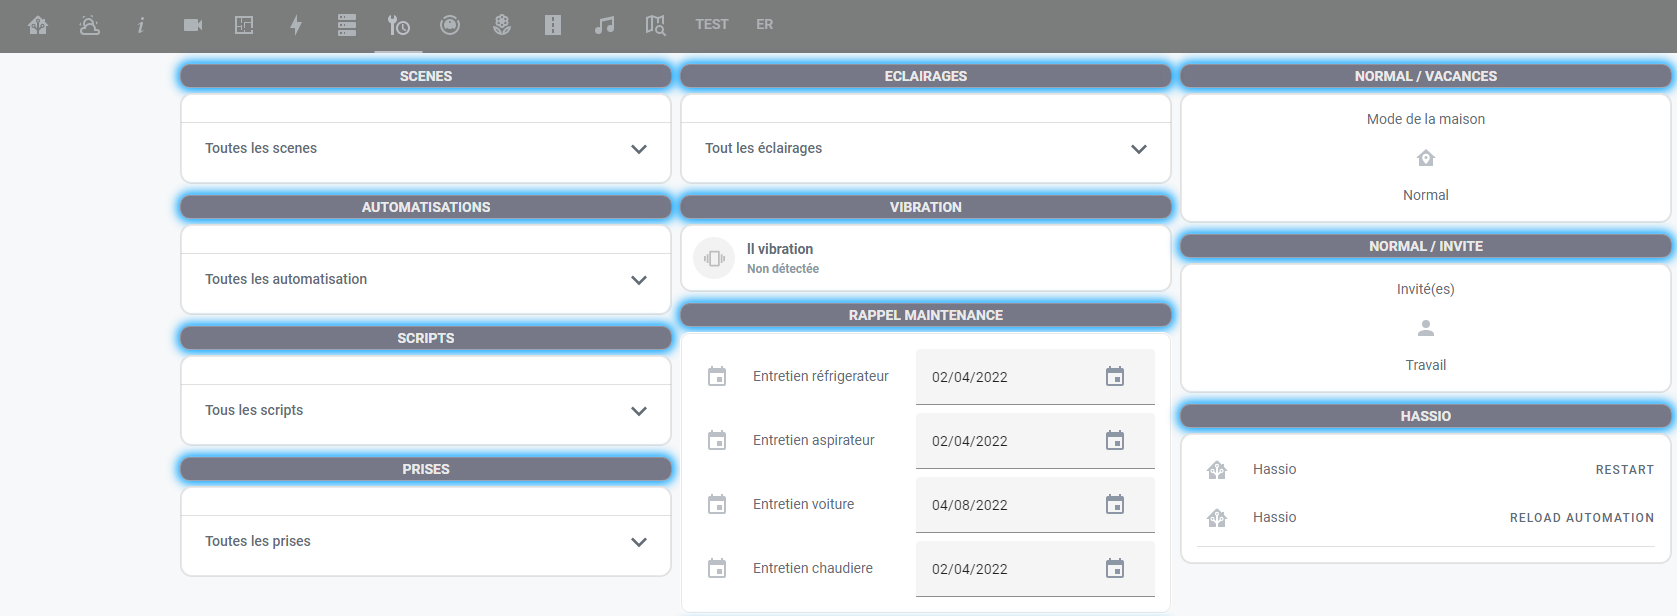 TEST
ER
SCENES
Toutes les scenes
AUTOMATISATIONS
Toutes les automatisation
SCRIPTS
Tous les scripts
PRISES
Toutes les prises
ECLAIRAGES
Tout les éclairages
VIBRATION
II vibration
Non détectée
RAPPEL MAINTENANCE
Entretien réfrigerateur 02/04/2022
Entretien aspirateur 02/04/2022
Entretien voiture 04/08/2022
Entretien chaudiere 02/04/2022
NORMAL / VACANCES
Mode de la maison
Normal
NORMAL / INVITE
Invité(es)
Travail
HASSIO
Hassio RESTART
Hassio RELOAD AUTOMATION